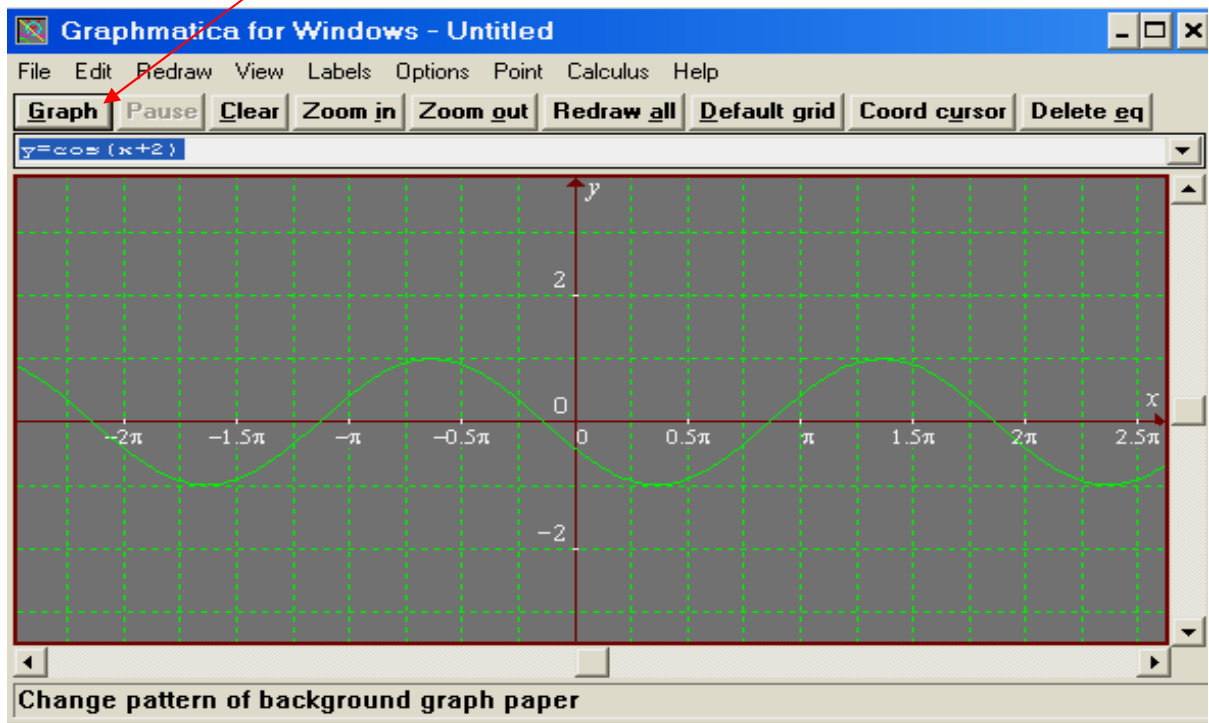 Graphmatica for Windows - Untitled
File Edit Redraw View Labels Options Point Calculus Help
Graph Pause Clear Zoom in Zoom out Redraw all Default grid Coord cursor Delete eq
y=cos(x+2)
y
2
0
x
-2π -1.5π -π -0.5π 0 0.5π π 1.5π 2π 2.5π
-2
Change pattern of background graph paper